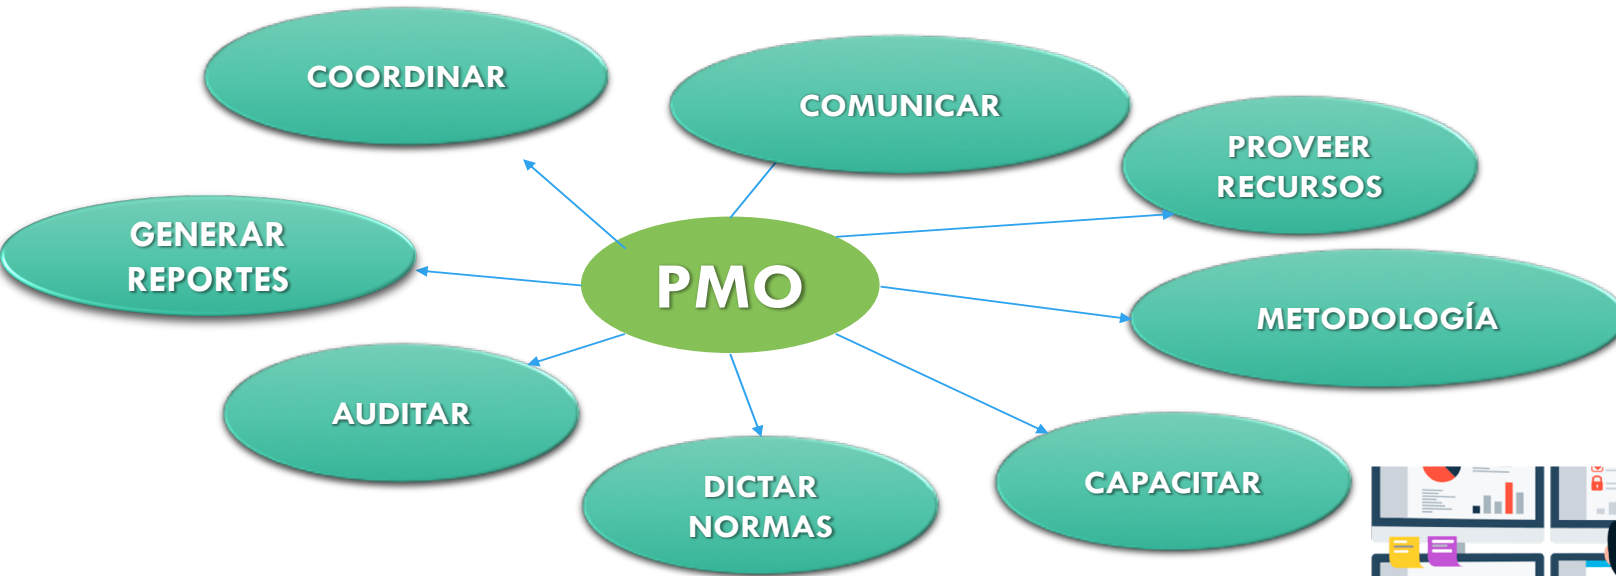 COORDINAR
COMUNICAR
PROVEER
RECURSOS
GENERAR
REPORTES
PMO
METODOLOGÍA
AUDITAR
DICTAR
NORMAS
CAPACITAR